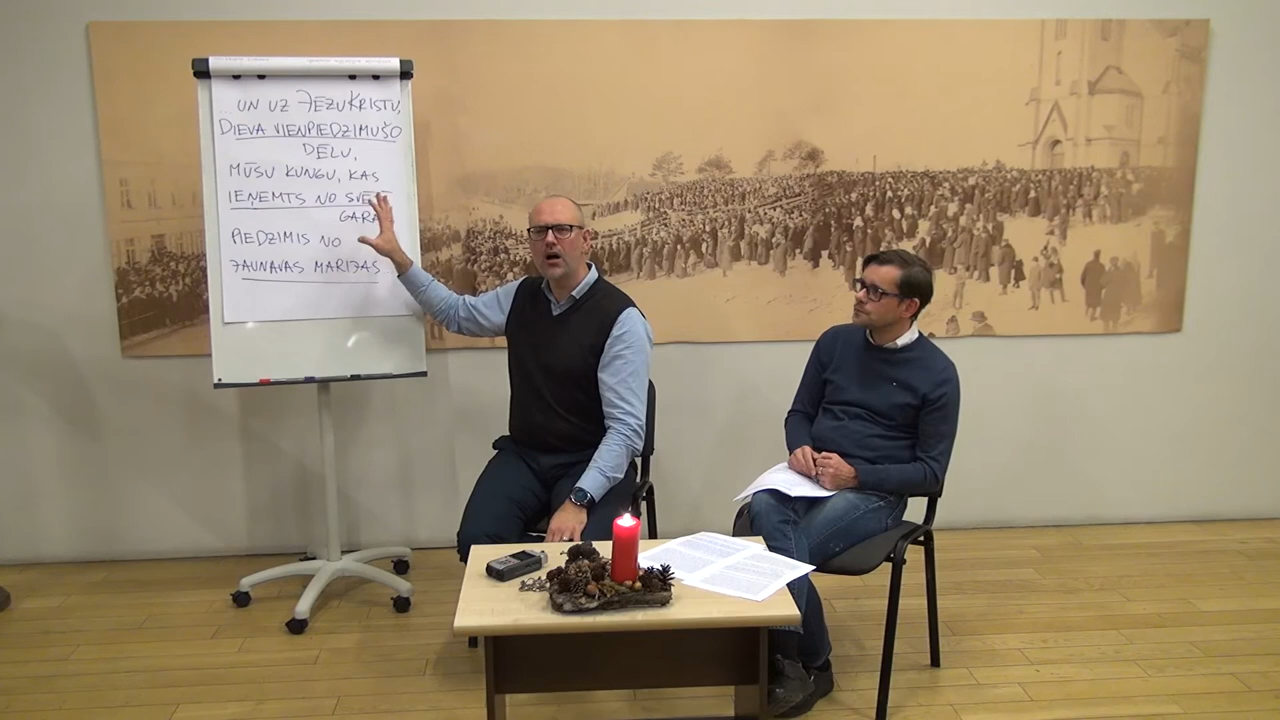 ... UN UZ JĒZU KRISTU,
DIEVA VIENPIEDZIMUŠO
DĒLU,
MŪSU KUNGU, KAS
IEŅEMTS NO SVĒTĀ
GARA
PIEDZIMIS NO
JAUNAVAS MARIJAS ...